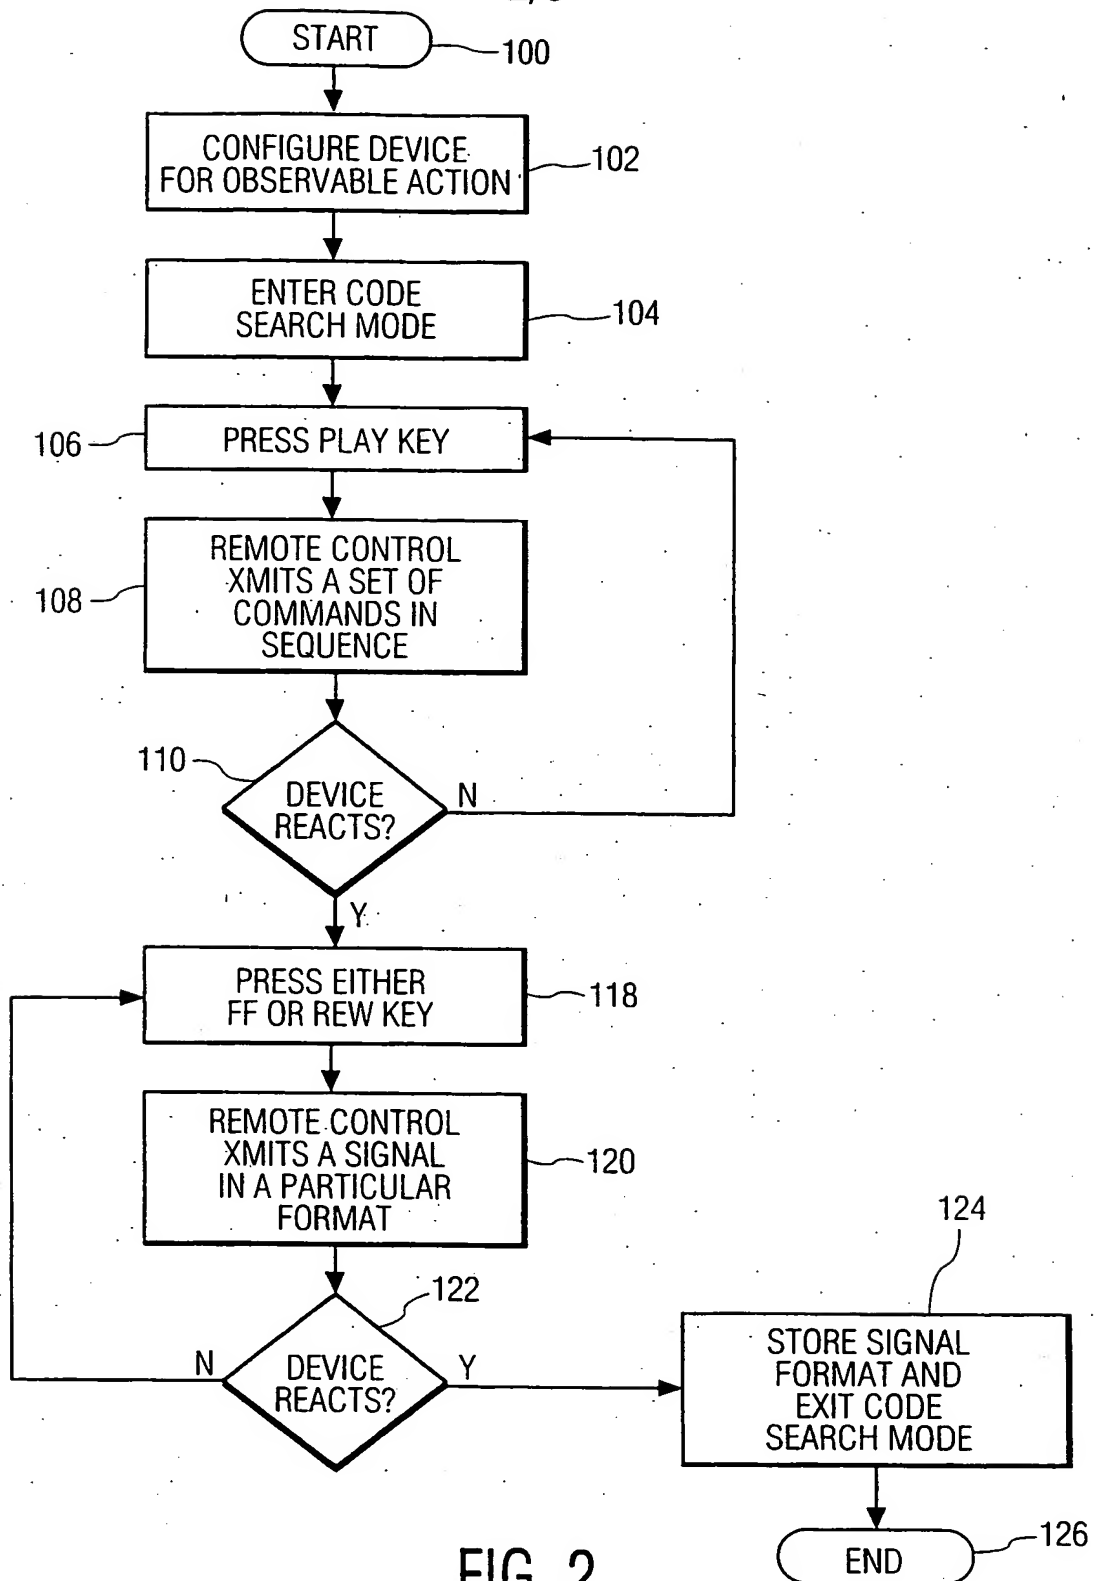 START
100
CONFIGURE DEVICE
FOR OBSERVABLE ACTION
102
ENTER CODE
SEARCH MODE
104
106
PRESS PLAY KEY
108
REMOTE CONTROL
XMITS A SET OF
COMMANDS IN
SEQUENCE
110
DEVICE
REACTS?
N
Y
PRESS EITHER
FF OR REW KEY
118
REMOTE CONTROL
XMITS A SIGNAL
IN A PARTICULAR
FORMAT
120
122
DEVICE
REACTS?
N
Y
124
STORE SIGNAL
FORMAT AND
EXIT CODE
SEARCH MODE
END
126
FIG. 2